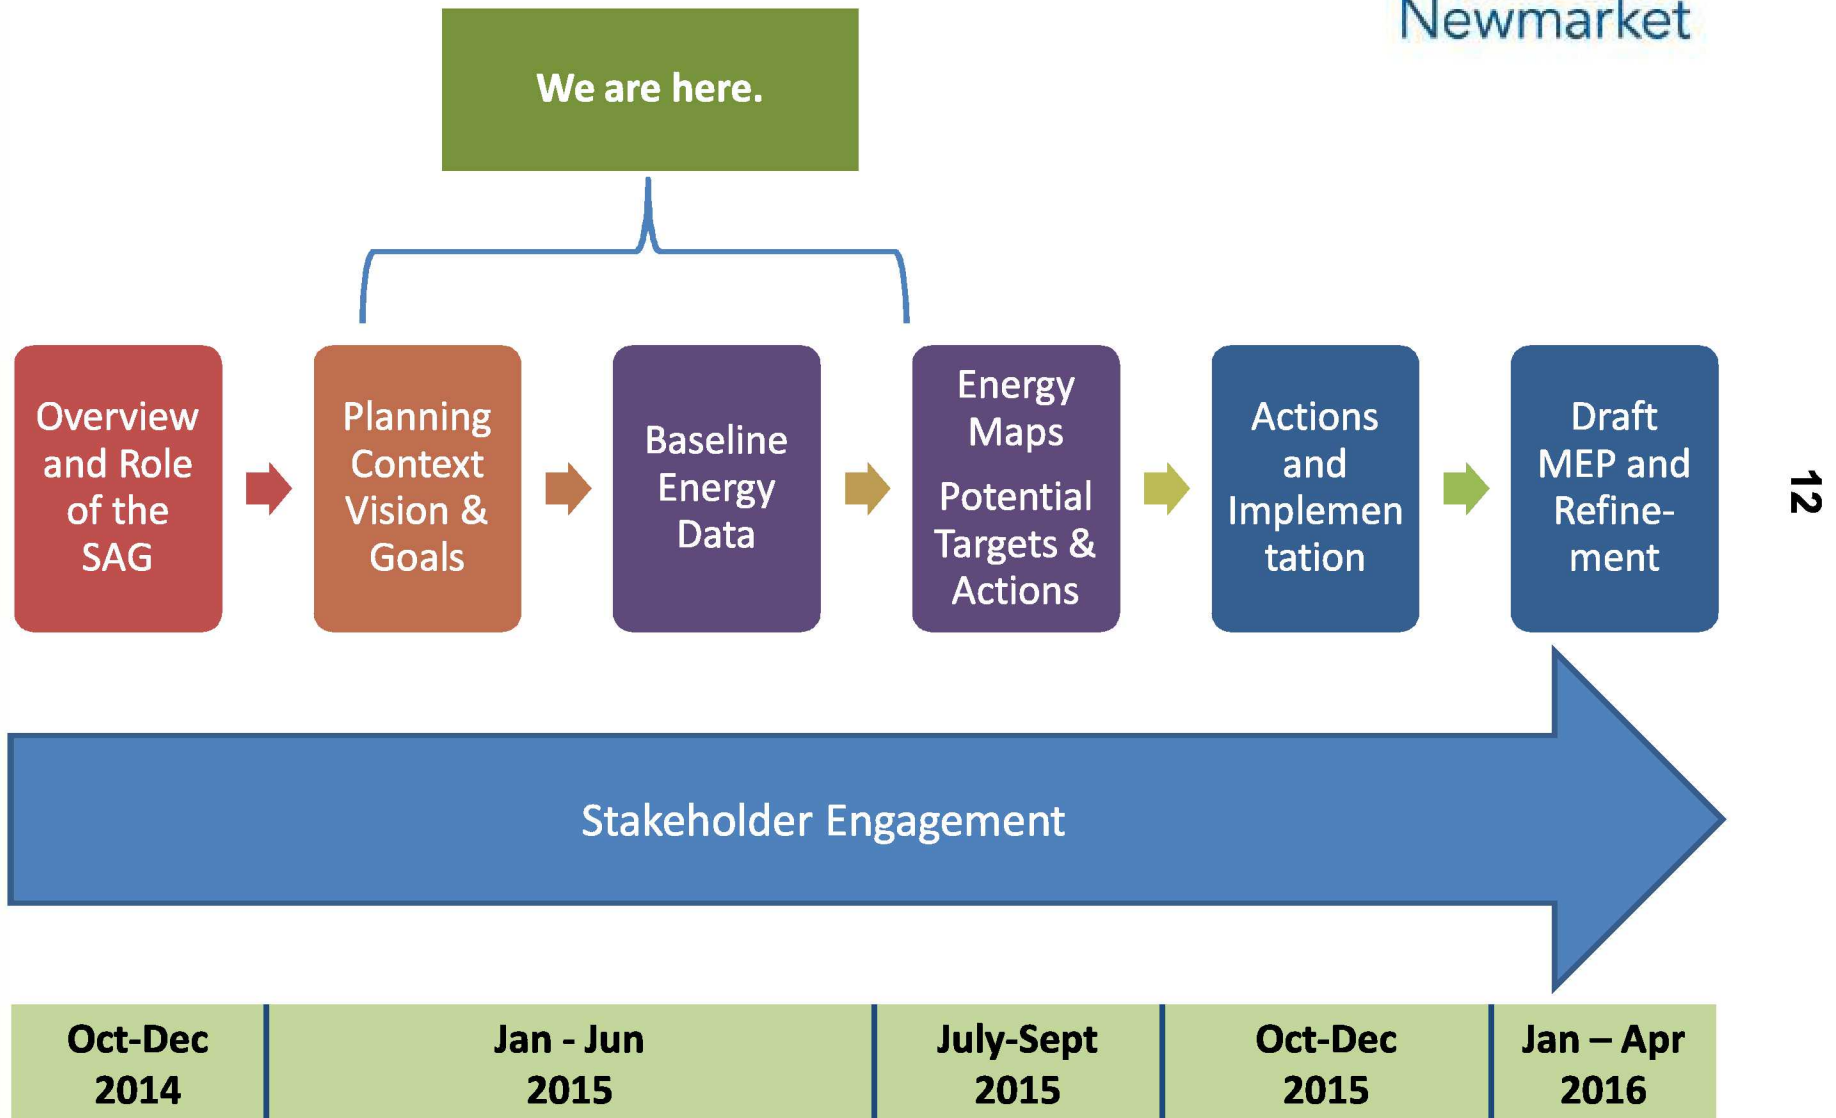 Newmarket
We are here.
Overview
and Role
of the
SAG
Planning
Context
Vision &
Goals
Baseline
Energy
Data
Energy
Maps
Potential
Targets &
Actions
Actions
and
Implemen
tation
Draft
MEP and
Refine-
ment
12
Stakeholder Engagement
Oct-Dec
2014
Jan - Jun
2015
July-Sept
2015
Oct-Dec
2015
Jan – Apr
2016